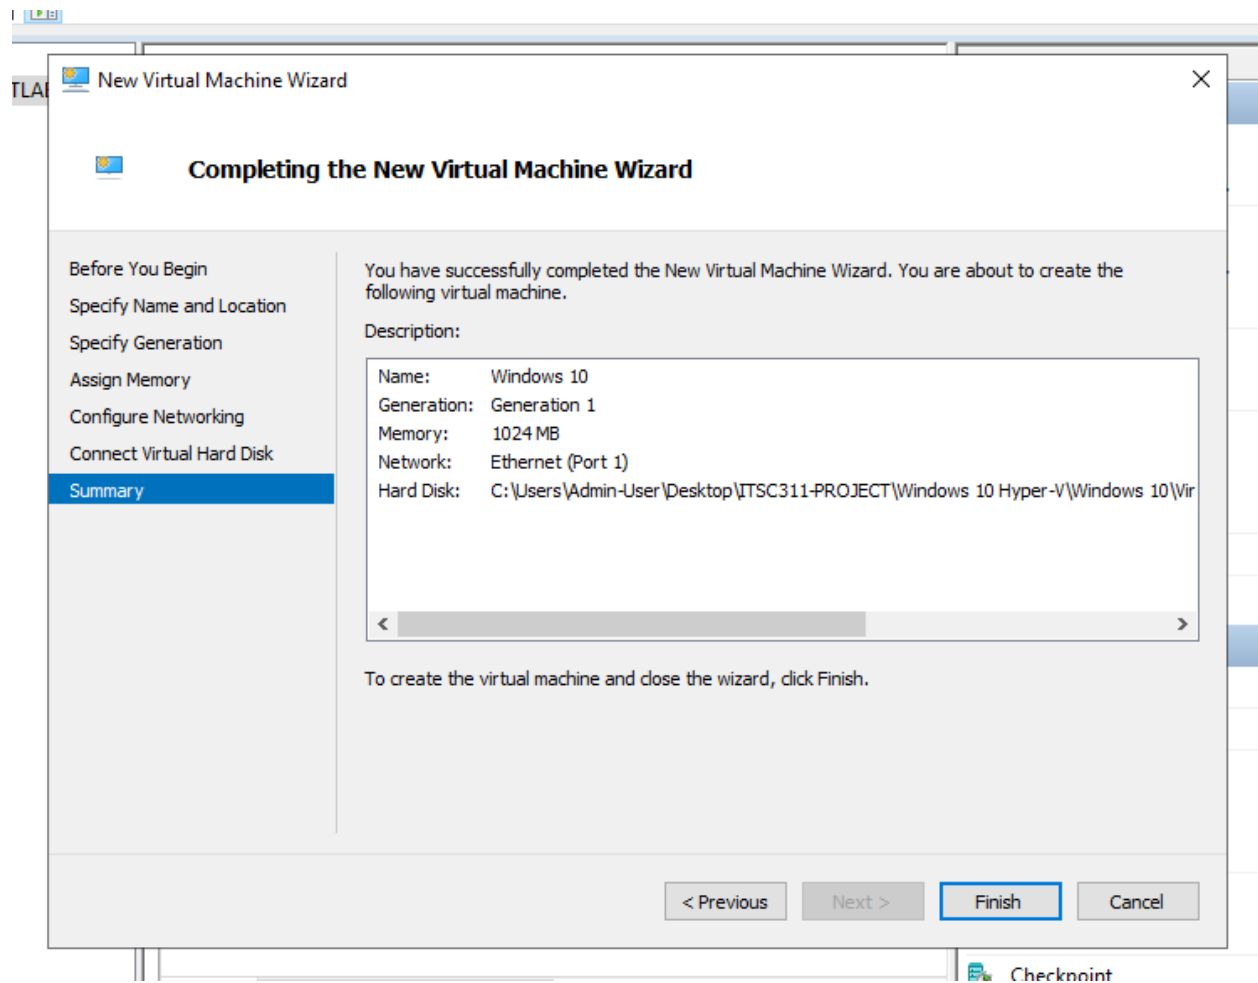 New Virtual Machine Wizard
Completing the New Virtual Machine Wizard
Before You Begin
Specify Name and Location
Specify Generation
Assign Memory
Configure Networking
Connect Virtual Hard Disk
Summary
You have successfully completed the New Virtual Machine Wizard. You are about to create the
following virtual machine.
Description:
Name: Windows 10
Generation: Generation 1
Memory: 1024 MB
Network: Ethernet (Port 1)
Hard Disk: C:\Users\Admin-User\Desktop\ITSC311-PROJECT\Windows 10 Hyper-V\Windows 10\Vir
To create the virtual machine and close the wizard, click Finish.
< Previous
Next >
Finish
Cancel
Checkpoint